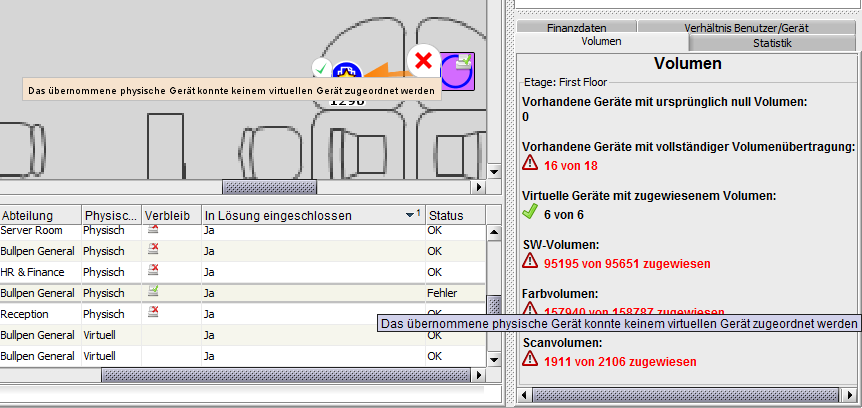 Das übernommene physische Gerät konnte keinem virtuellen Gerät zugeordnet werden
1298
Abteilung Physisc... Verbleib In Lösung eingeschlossen 1 Status
Server Room Physisch Ja OK
Bullpen General Physisch Ja OK
HR & Finance Physisch Ja OK
Bullpen General Physisch Ja Fehler
Reception Physisch Ja OK
Bullpen General Virtuell Ja OK
Bullpen General Virtuell Ja OK
Finanzdaten Verhältnis Benutzer/Gerät
Volumen Statistik
Volumen
Etage: First Floor
Vorhandene Geräte mit ursprünglich null Volumen:
0
Vorhandene Geräte mit vollständiger Volumenübertragung:
16 von 18
Virtuelle Geräte mit zugewiesenem Volumen:
6 von 6
SW-Volumen:
95195 von 95651 zugewiesen
Farbvolumen:
157940 von 158787 zugewiesen
Das übernommene physische Gerät konnte keinem virtuellen Gerät zugeordnet werden
Scanvolumen:
1911 von 2106 zugewiesen